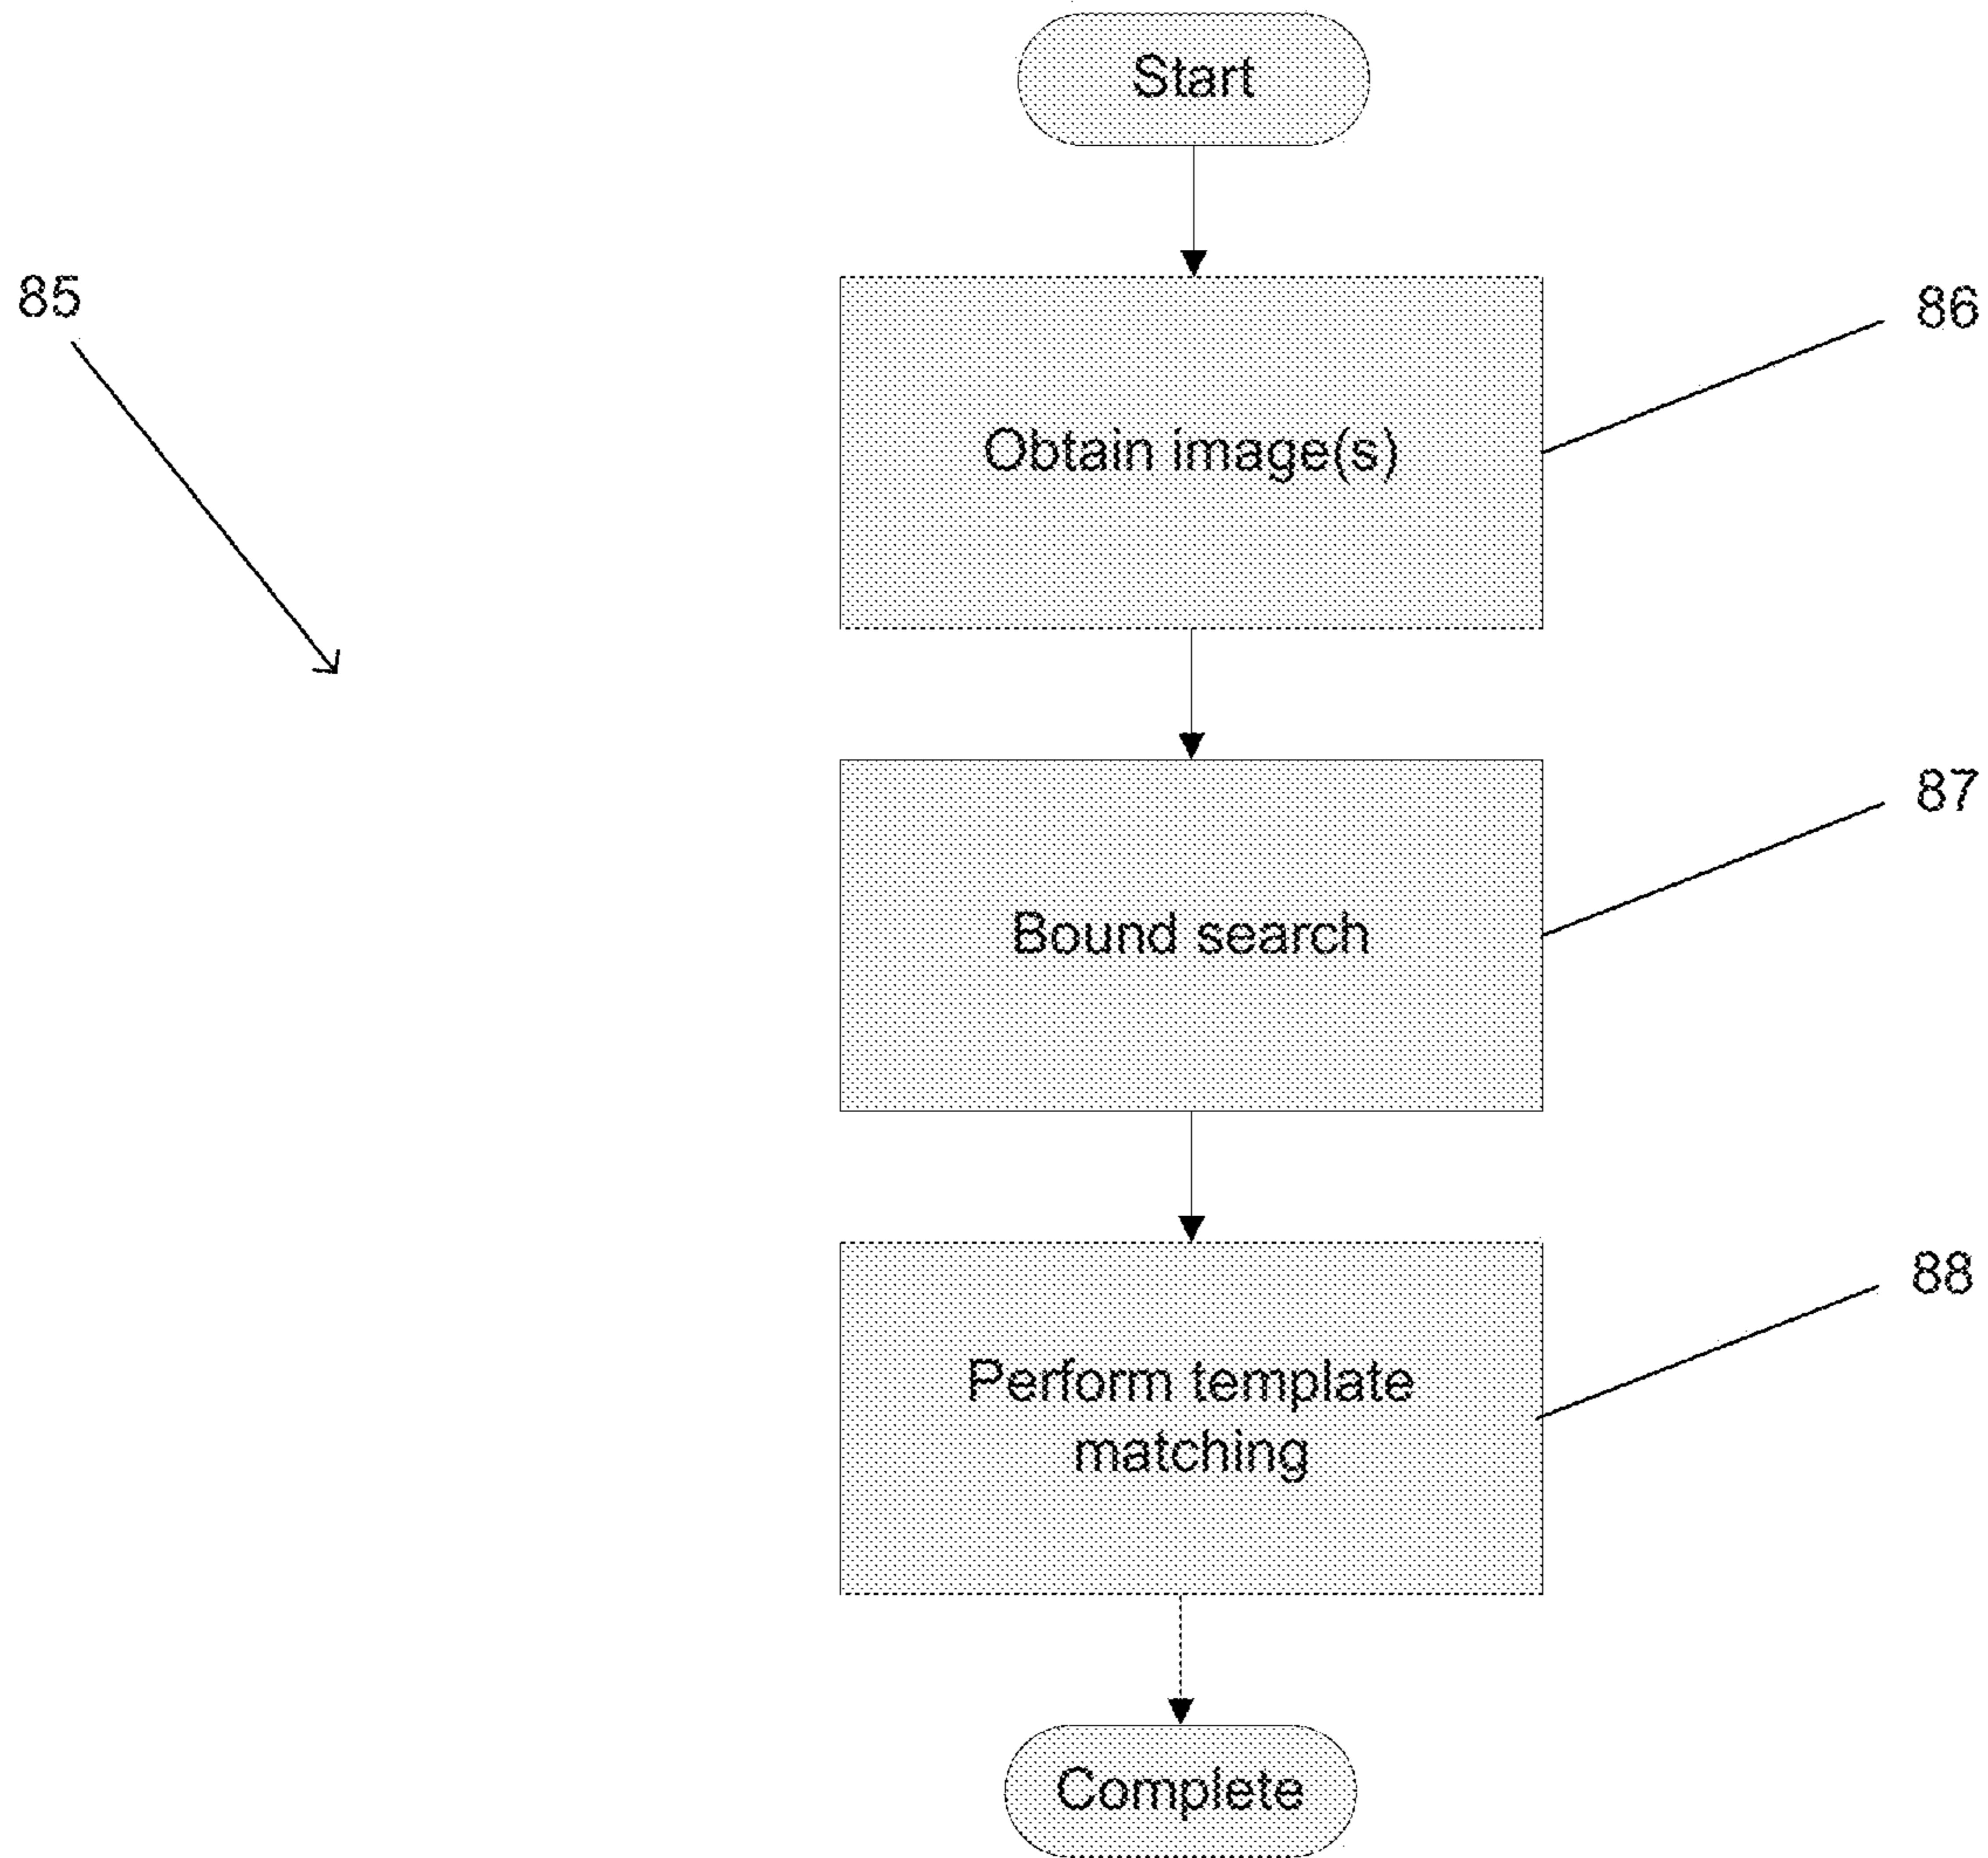 Start
85
86
Obtain image(s)
87
Bound search
88
Perform template
matching
Complete